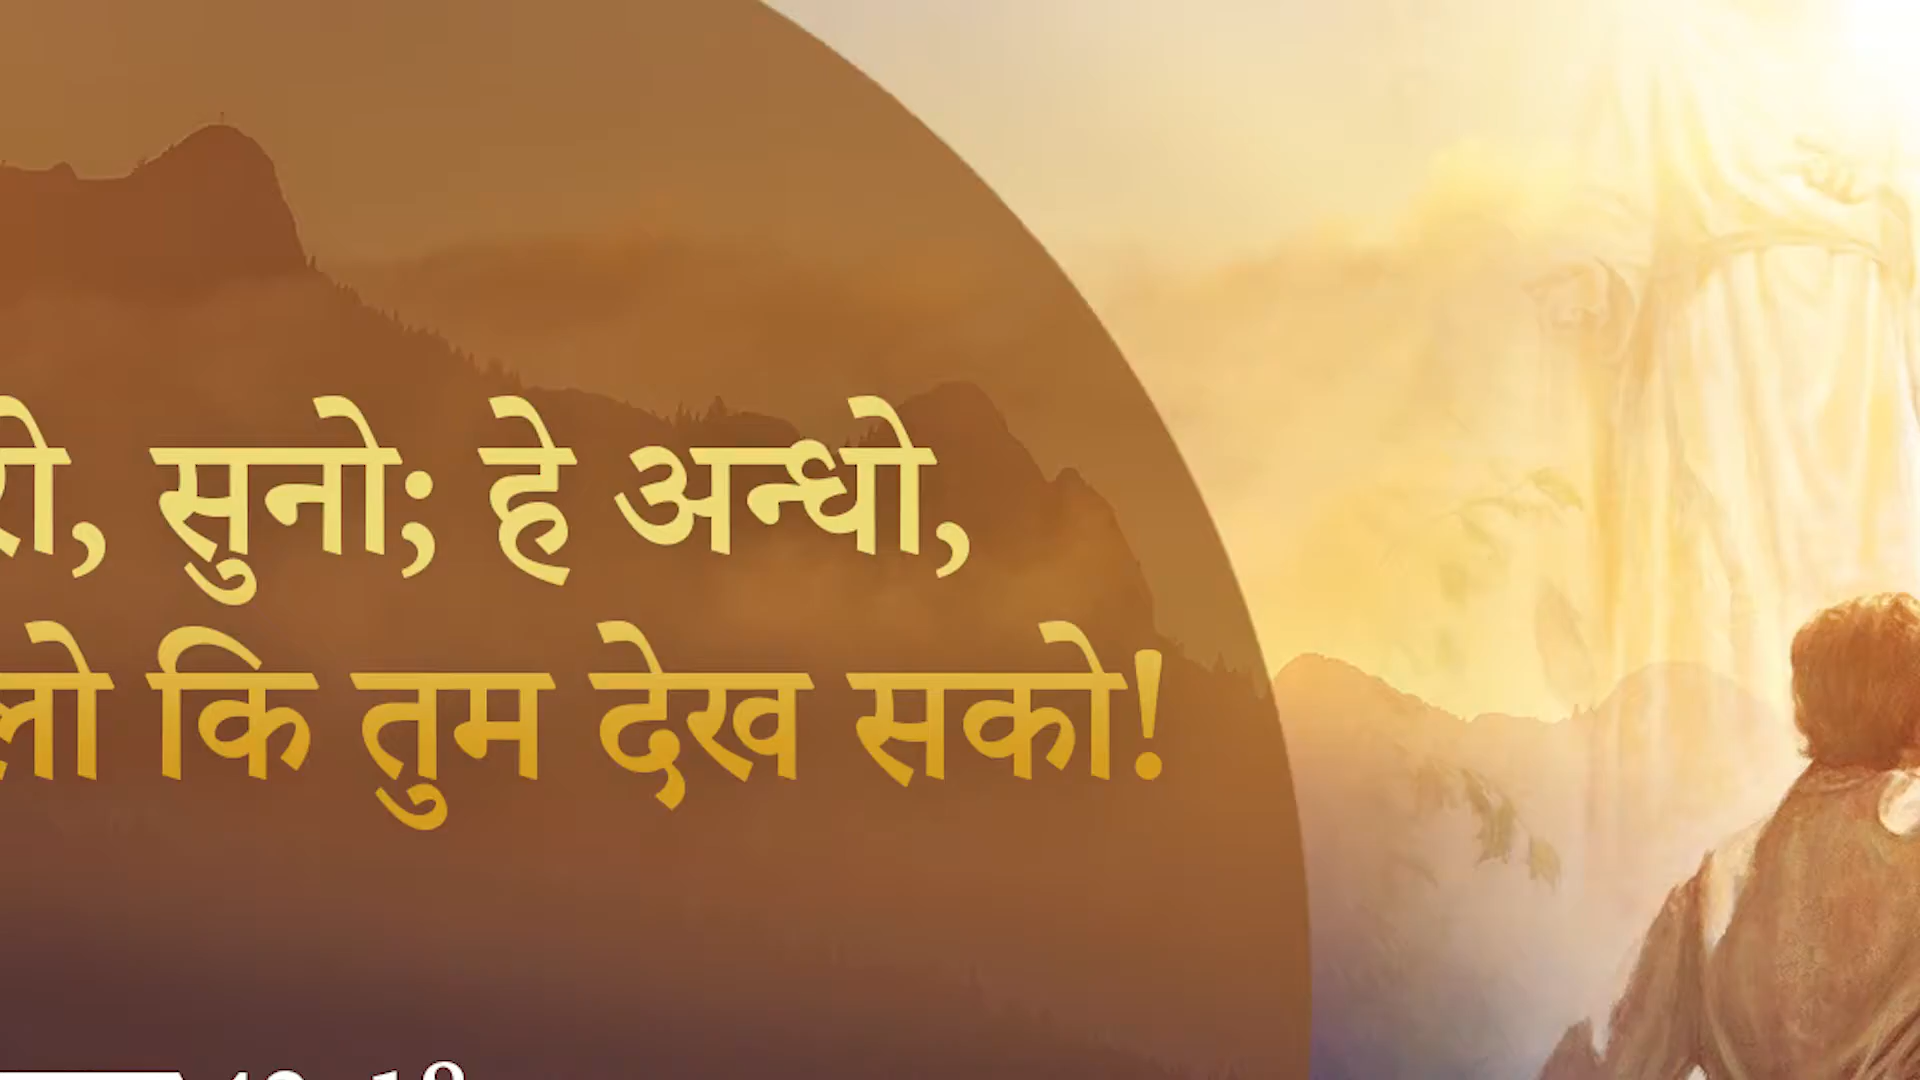 सुनो; हे अन्धो,
कि तुम देख सको!